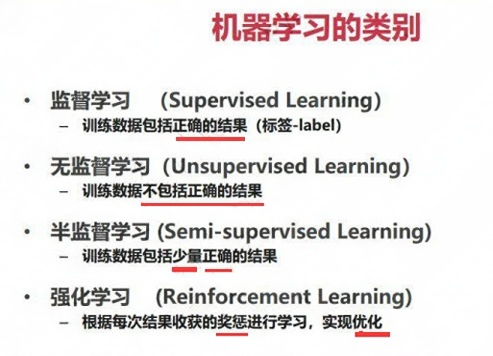 机器学习的类别
• 监督学习 （Supervised Learning）
– 训练数据包括正确的结果（标签-label）
• 无监督学习（Unsupervised Learning）
– 训练数据不包括正确的结果
• 半监督学习 (Semi-supervised Learning)
– 训练数据包括少量正确的结果
• 强化学习 （Reinforcement Learning)
– 根据每次结果收获的奖惩进行学习，实现优化